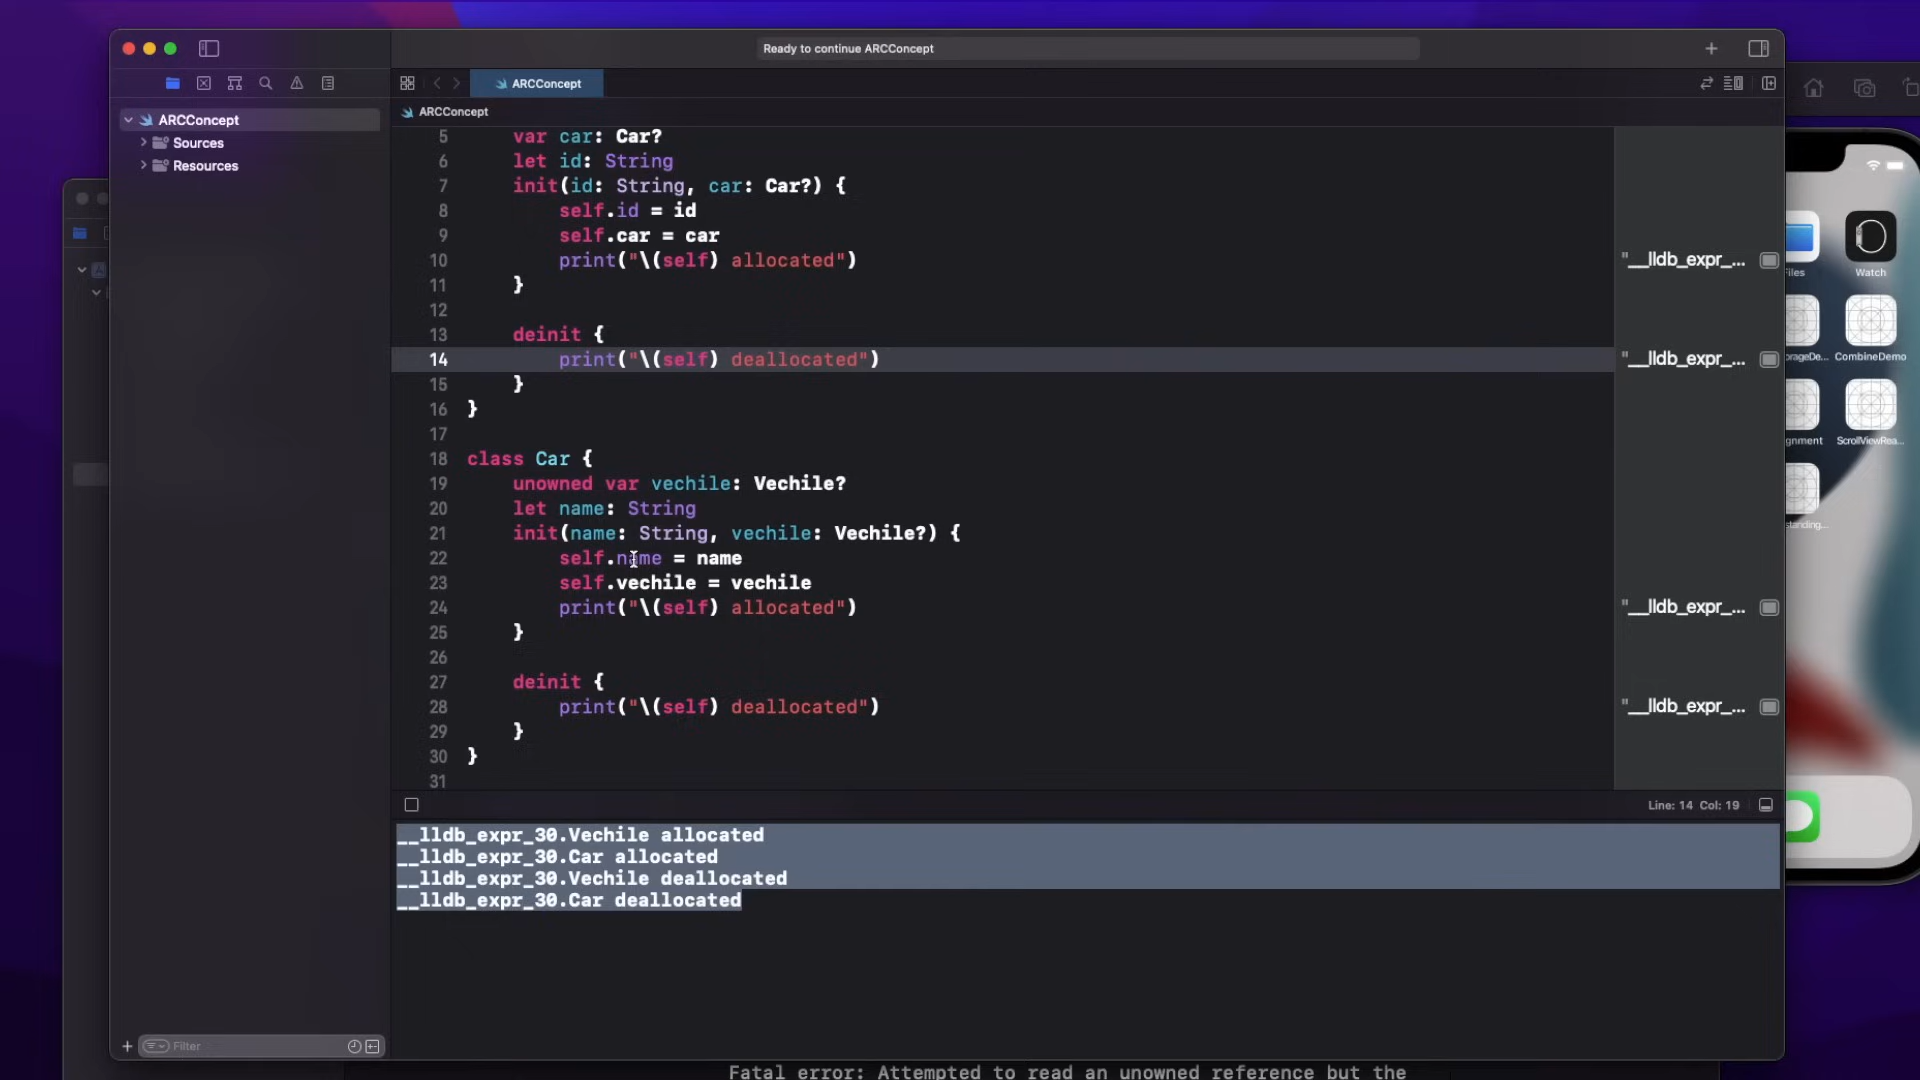 Ready to continue ARCConcept
ARCConcept
ARCConcept
ARCConcept
Sources
Resources
5 var car: Car?
6 let id: String
7 init(id: String, car: Car?) {
8 self.id = id
9 self.car = car
10 print("\(self) allocated")
"__lldb_expr_...
11 }
12
13 deinit {
14 print("\(self) deallocated")
"__lldb_expr_...
15 }
16 }
17
18 class Car {
19 unowned var vechile: Vechile?
20 let name: String
21 init(name: String, vechile: Vechile?) {
22 self.name = name
23 self.vechile = vechile
24 print("\(self) allocated")
"__lldb_expr_...
25 }
26
27 deinit {
28 print("\(self) deallocated")
"__lldb_expr_...
29 }
30 }
31
Line: 14 Col: 19
__lldb_expr_30.Vechile allocated
__lldb_expr_30.Car allocated
__lldb_expr_30.Vechile deallocated
__lldb_expr_30.Car deallocated
Filter
Files
Watch
orageDe...
CombineDemo
gnment
ScrollViewRea...
standing...
Fatal error: Attempted to read an unowned reference but the